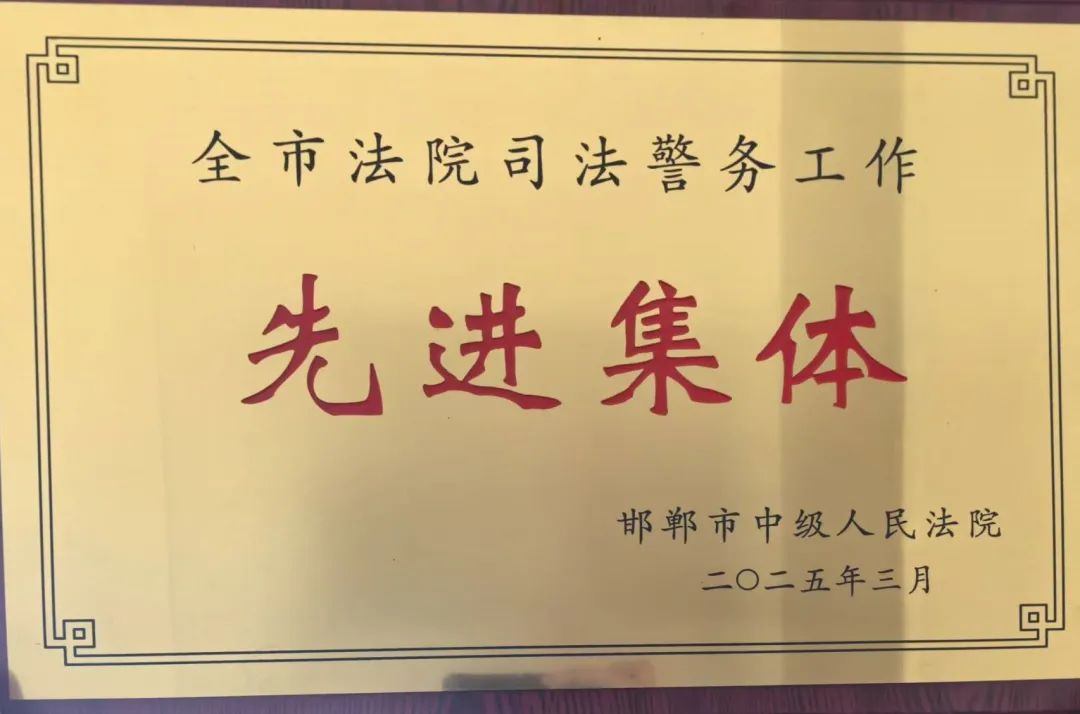 全市法院司法警务工作
先进集体
邯郸市中级人民法院
二〇二五年三月